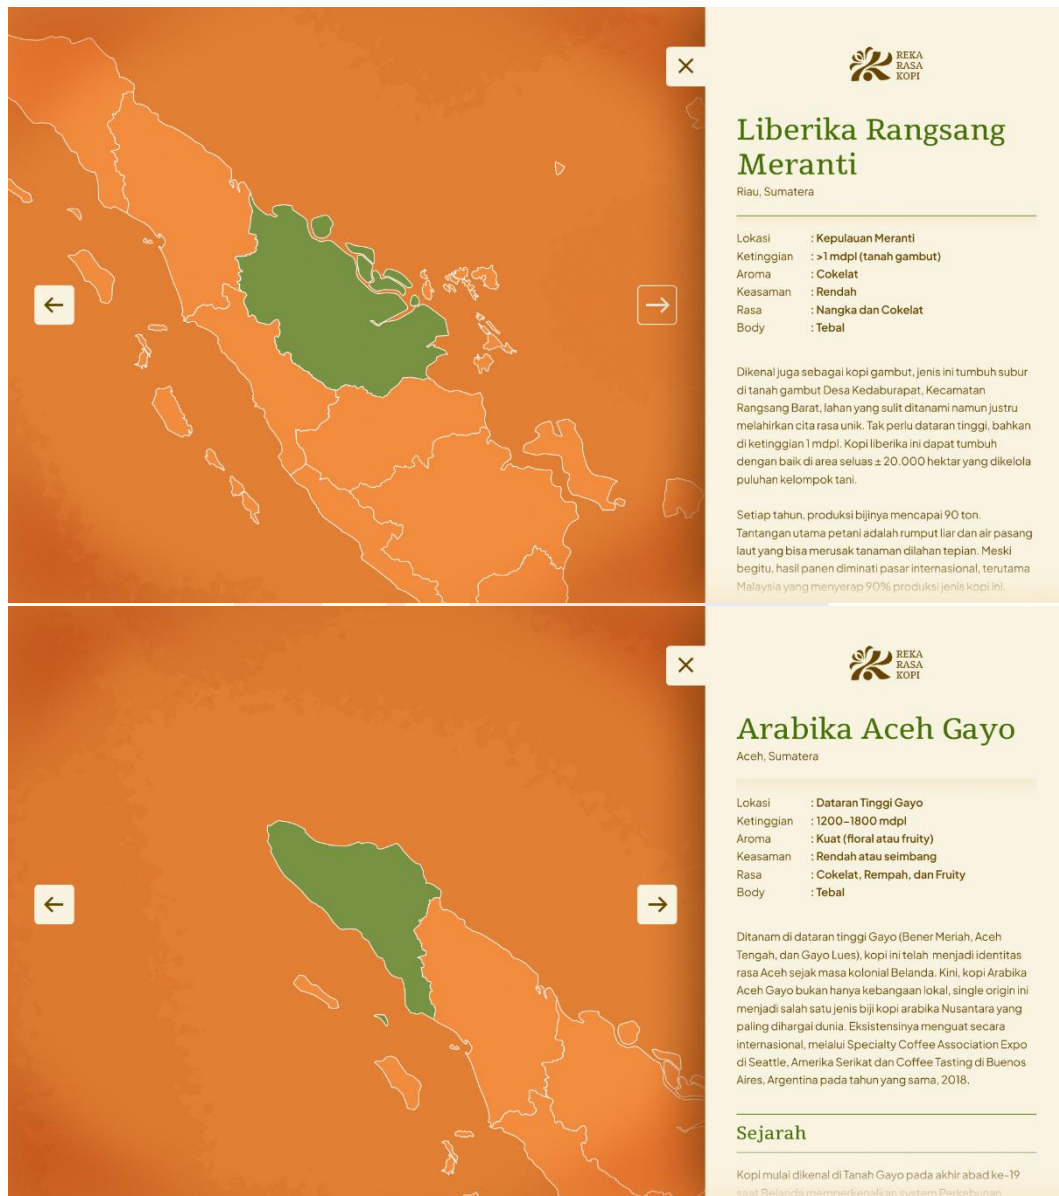 REKA
RASA
KOPI
Liberika Rangsang
Meranti
Riau, Sumatera
Lokasi : Kepulauan Meranti
Ketinggian : >1 mdpl (tanah gambut)
Aroma : Cokelat
Keasaman : Rendah
Rasa : Nangka dan Cokelat
Body : Tebal
Dikenal juga sebagai kopi gambut, jenis ini tumbuh subur
di tanah gambut Desa Kedaburapat, Kecamatan
Rangsang Barat, lahan yang sulit ditanami namun justru
melahirkan cita rasa unik. Tak perlu dataran tinggi, bahkan
di ketinggian 1 mdpl. Kopi liberika ini dapat tumbuh
dengan baik di area seluas ± 20.000 hektar yang dikelola
puluhan kelompok tani.
Setiap tahun, produksi bijinya mencapai 90 ton.
Tantangan utama petani adalah rumput liar dan air pasang
laut yang bisa merusak tanaman dilahan tepian. Meski
begitu, hasil panen diminati pasar internasional, terutama
Malaysia yang menyerap 90% produksi jenis kopi ini.
REKA
RASA
KOPI
Arabika Aceh Gayo
Aceh, Sumatera
Lokasi : Dataran Tinggi Gayo
Ketinggian : 1200–1800 mdpl
Aroma : Kuat (floral atau fruity)
Keasaman : Rendah atau seimbang
Rasa : Cokelat, Rempah, dan Fruity
Body : Tebal
Ditanam di dataran tinggi Gayo (Bener Meriah, Aceh
Tengah, dan Gayo Lues), kopi ini telah menjadi identitas
rasa Aceh sejak masa kolonial Belanda. Kini, kopi Arabika
Aceh Gayo bukan hanya kebangaan lokal, single origin ini
menjadi salah satu jenis biji kopi arabika Nusantara yang
paling dihargai dunia. Eksistensinya menguat secara
internasional, melalui Specialty Coffee Association Expo
di Seattle, Amerika Serikat dan Coffee Tasting di Buenos
Aires, Argentina pada tahun yang sama, 2018.
Sejarah
Kopi mulai dikenal di Tanah Gayo pada akhir abad ke-19
saat Belanda memperkenalkan system Perkebunan